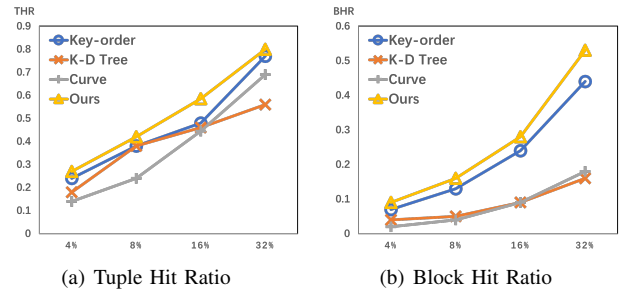 THR
0.9
0.8
0.7
0.6
0.5
0.4
0.3
0.2
0.1
0
Key-order
K-D Tree
Curve
Ours
4% 8% 16% 32%
(a) Tuple Hit Ratio
BHR
0.6
0.5
0.4
0.3
0.2
0.1
0
Key-order
K-D Tree
Curve
Ours
4% 8% 16% 32%
(b) Block Hit Ratio